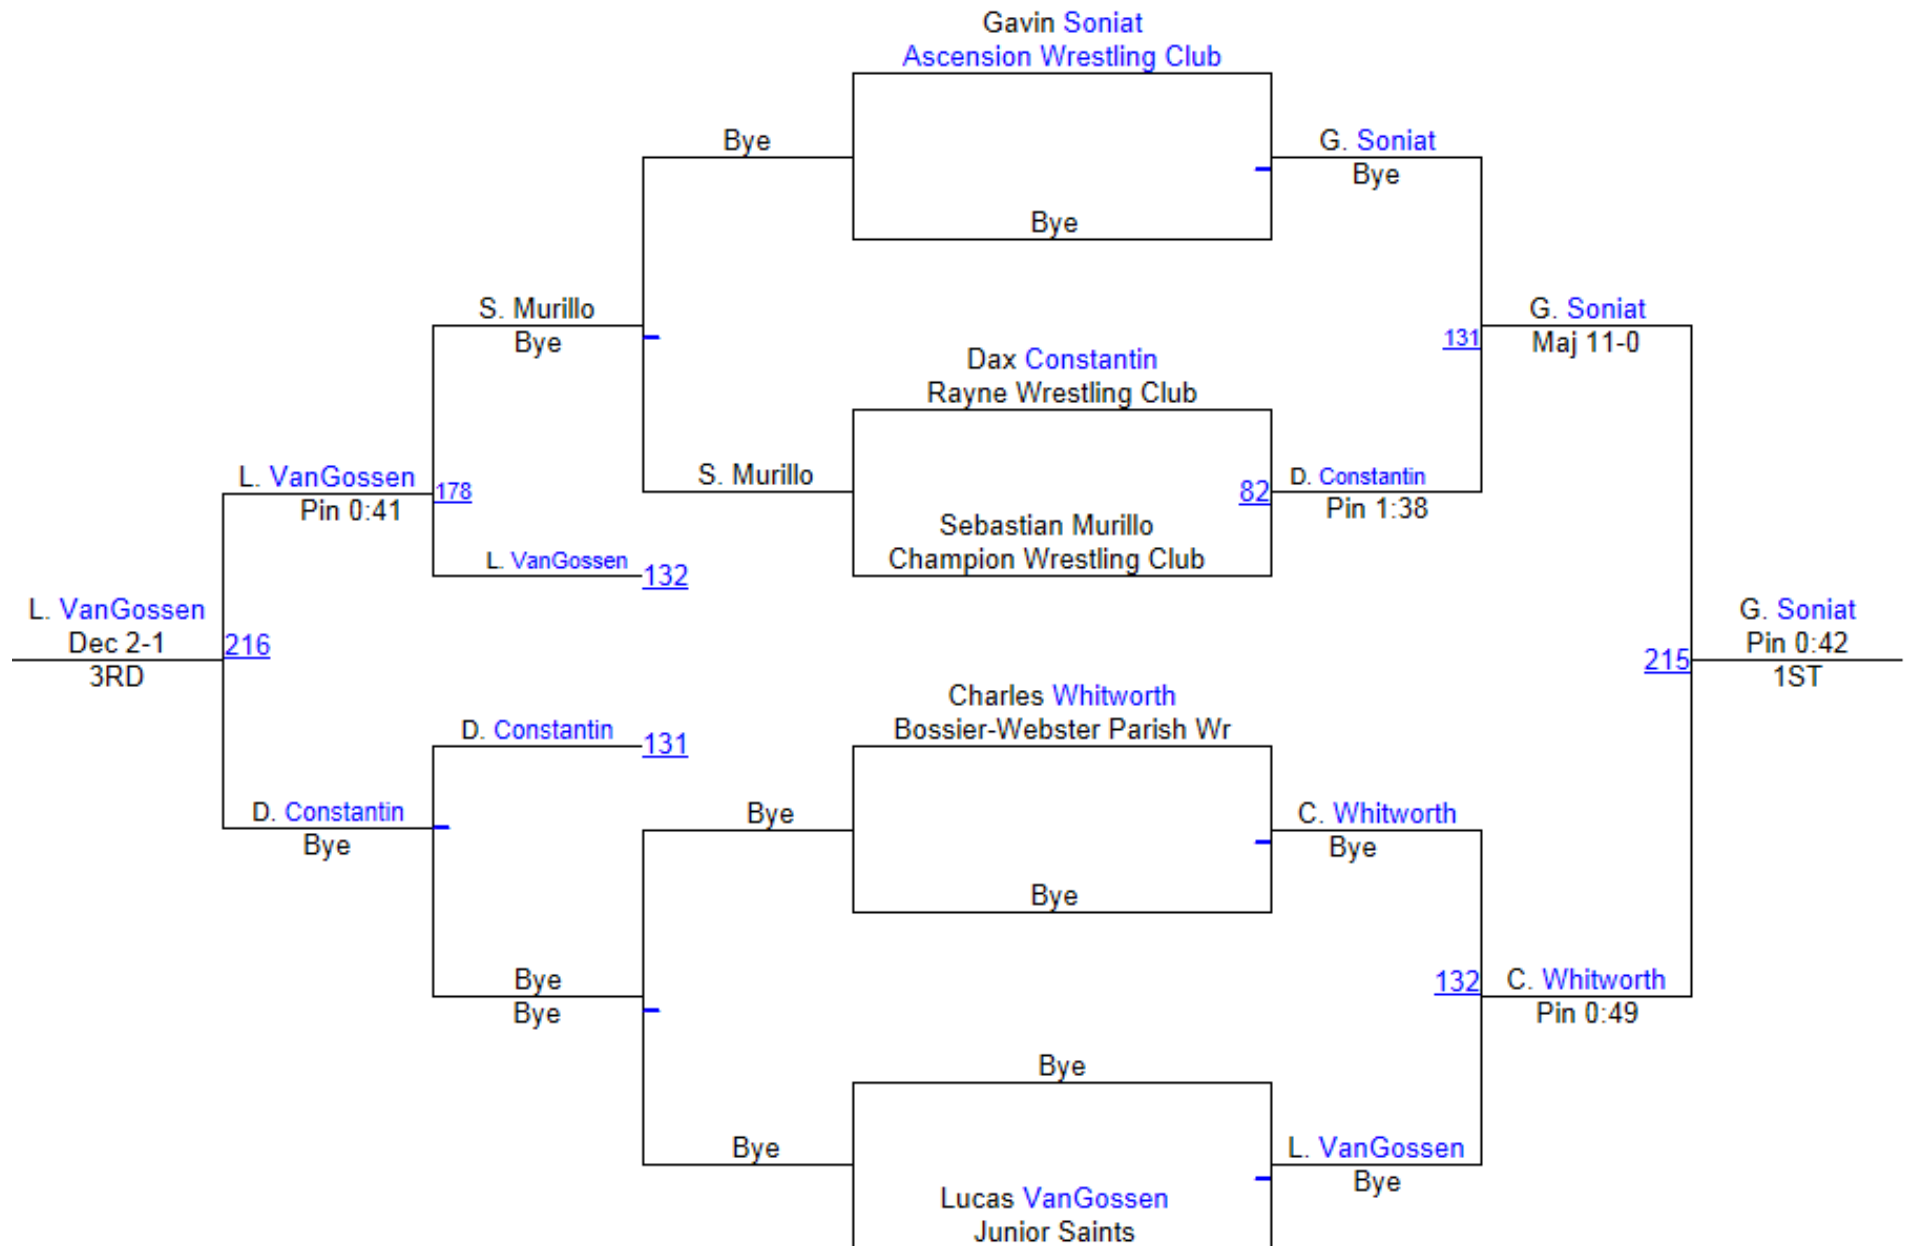 Gavin Soniat
Ascension Wrestling Club
Bye
G. Soniat
Bye
Bye
S. Murillo
Bye
G. Soniat
131
Maj 11-0
Dax Constantin
Rayne Wrestling Club
L. VanGossen
178
Pin 0:41
S. Murillo
82
D. Constantin
Pin 1:38
Sebastian Murillo
Champion Wrestling Club
L. VanGossen
132
L. VanGossen
Dec 2-1
216
3RD
G. Soniat
Pin 0:42
215
1ST
Charles Whitworth
Bossier-Webster Parish Wr
D. Constantin
131
D. Constantin
Bye
Bye
C. Whitworth
Bye
Bye
Bye
Bye
132
C. Whitworth
Pin 0:49
Bye
Bye
L. VanGossen
Bye
Lucas VanGossen
Junior Saints